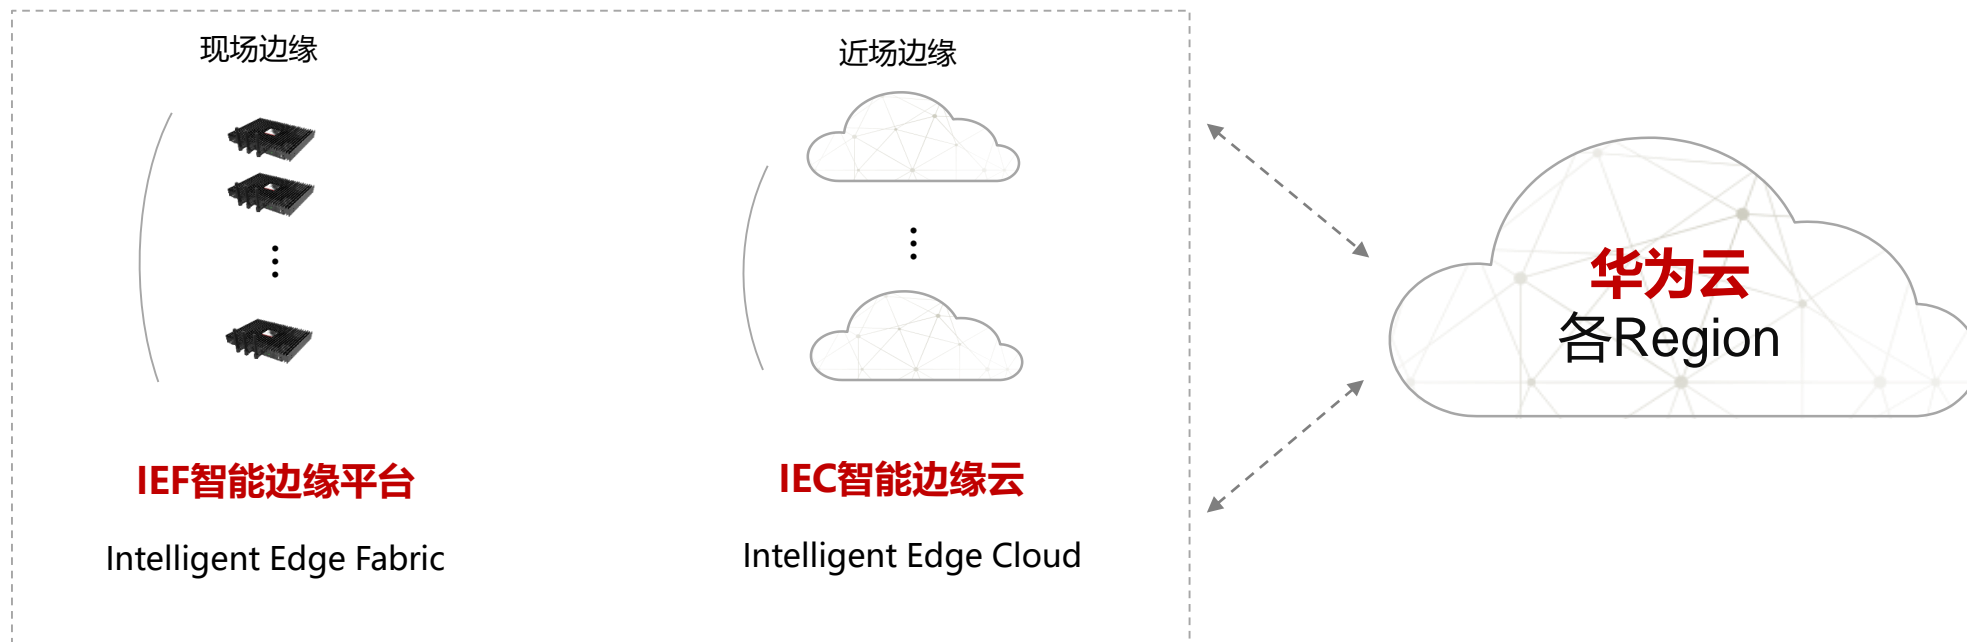 现场边缘
近场边缘
华为云
各Region
IEF智能边缘平台
IEC智能边缘云
Intelligent Edge Fabric
Intelligent Edge Cloud